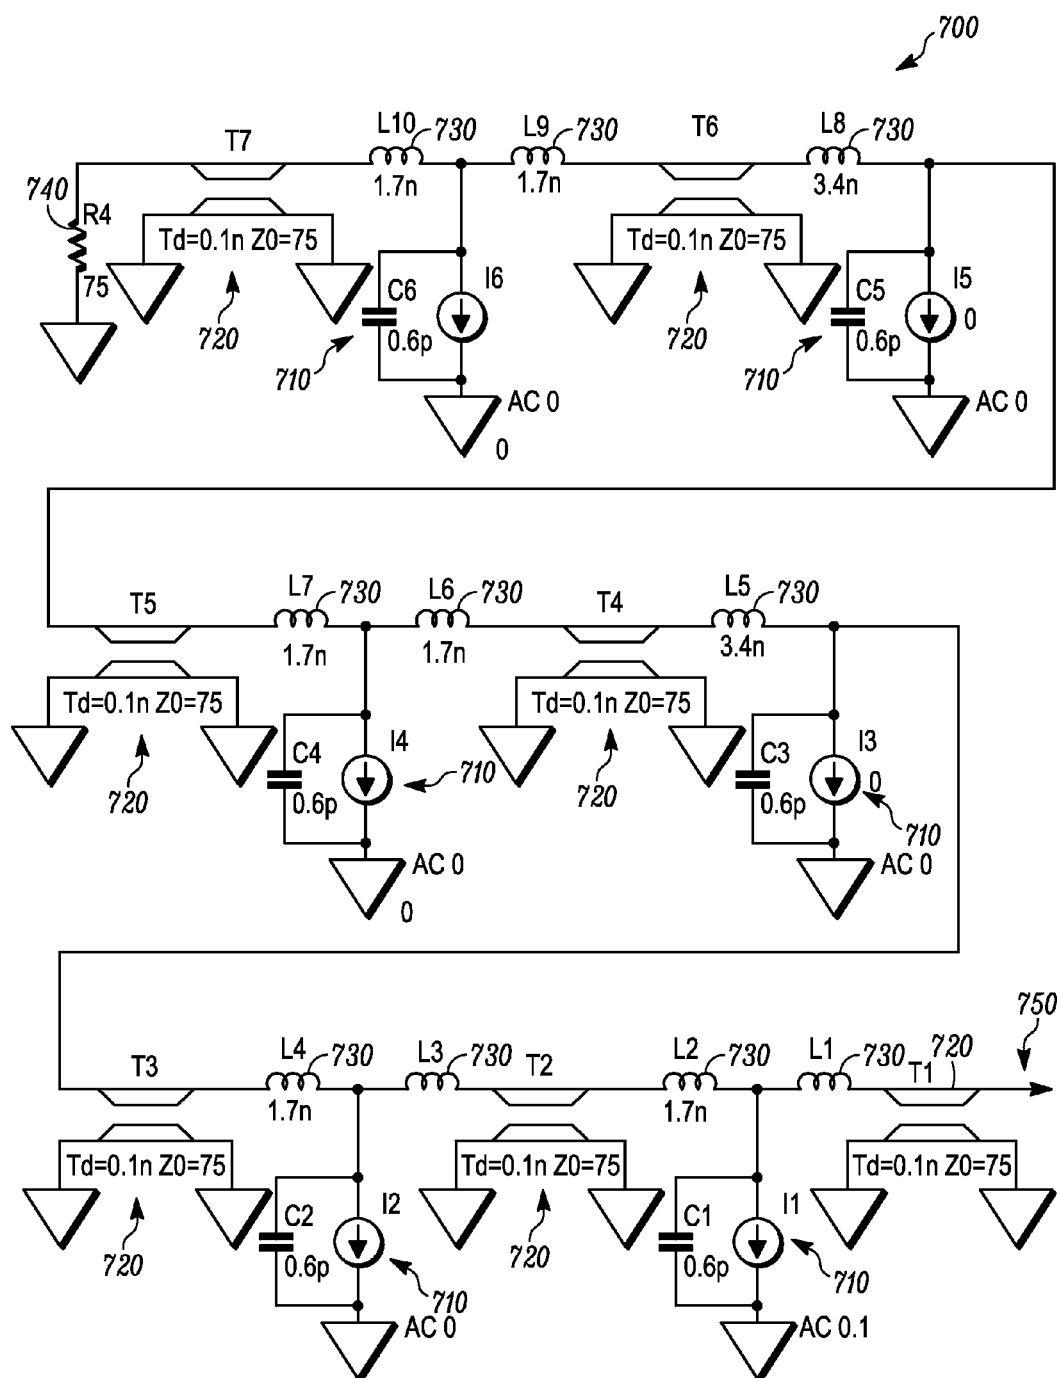 700
T7
L10 730
L9 730
T6
L8 730
1.7n
1.7n
3.4n
740
R4
75
Td=0.1n Z0=75
720
C6
0.6p
710
I6
AC 0
0
Td=0.1n Z0=75
720
C5
0.6p
710
I5
0
AC 0
T5
L7 730
L6 730
T4
L5 730
1.7n
1.7n
3.4n
Td=0.1n Z0=75
720
C4
0.6p
I4
710
AC 0
0
Td=0.1n Z0=75
720
C3
0.6p
I3
0
710
AC 0
750
T3
L4 730
L3 730
T2
L2 730
L1 730
720
T1
1.7n
1.7n
Td=0.1n Z0=75
720
C2
0.6p
I2
710
AC 0
Td=0.1n Z0=75
720
C1
0.6p
I1
710
AC 0.1
Td=0.1n Z0=75